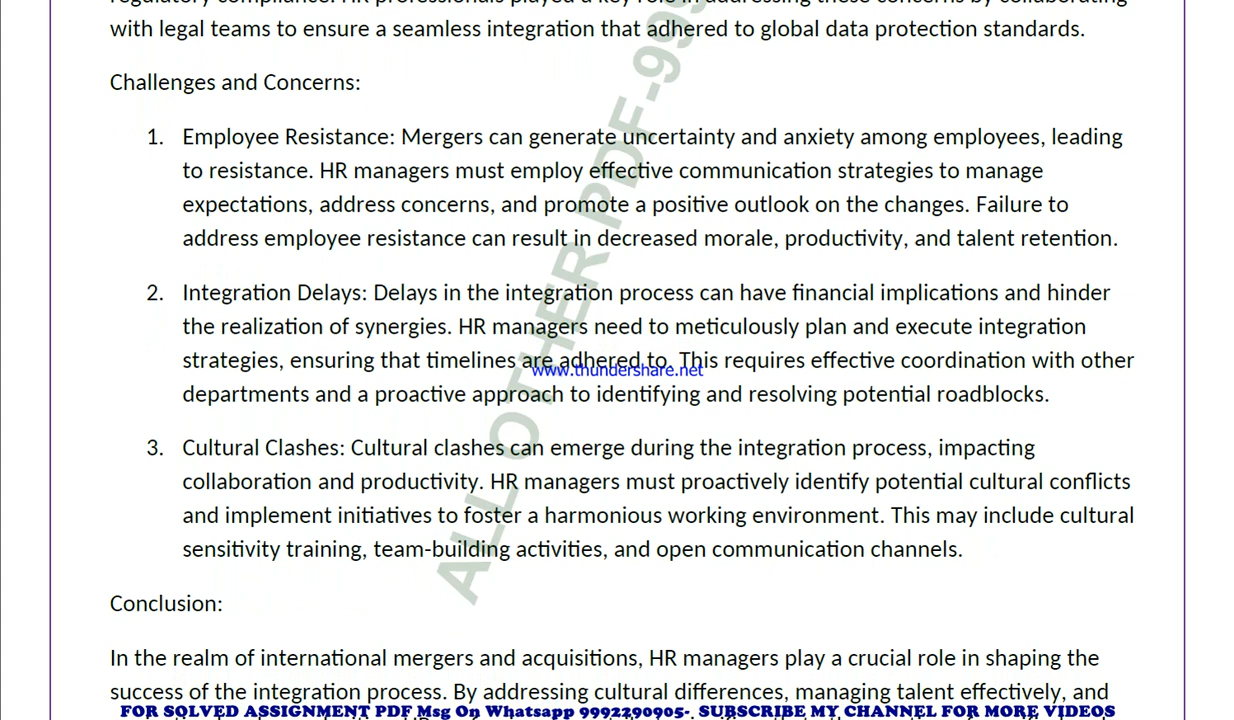 with legal teams to ensure a seamless integration that adhered to global data protection standards.
Challenges and Concerns:
1. Employee Resistance: Mergers can generate uncertainty and anxiety among employees, leading
to resistance. HR managers must employ effective communication strategies to manage
expectations, address concerns, and promote a positive outlook on the changes. Failure to
address employee resistance can result in decreased morale, productivity, and talent retention.
2. Integration Delays: Delays in the integration process can have financial implications and hinder
the realization of synergies. HR managers need to meticulously plan and execute integration
strategies, ensuring that timelines are adhered to. This requires effective coordination with other
www.thundershare.net
departments and a proactive approach to identifying and resolving potential roadblocks.
3. Cultural Clashes: Cultural clashes can emerge during the integration process, impacting
collaboration and productivity. HR managers must proactively identify potential cultural conflicts
and implement initiatives to foster a harmonious working environment. This may include cultural
sensitivity training, team-building activities, and open communication channels.
ALL OTHER PDF-999
Conclusion:
In the realm of international mergers and acquisitions, HR managers play a crucial role in shaping the
success of the integration process. By addressing cultural differences, managing talent effectively, and
FOR SOLVED ASSIGNMENT PDF Msg On Whatsapp 9992290905-, SUBSCRIBE MY CHANNEL FOR MORE VIDEOS